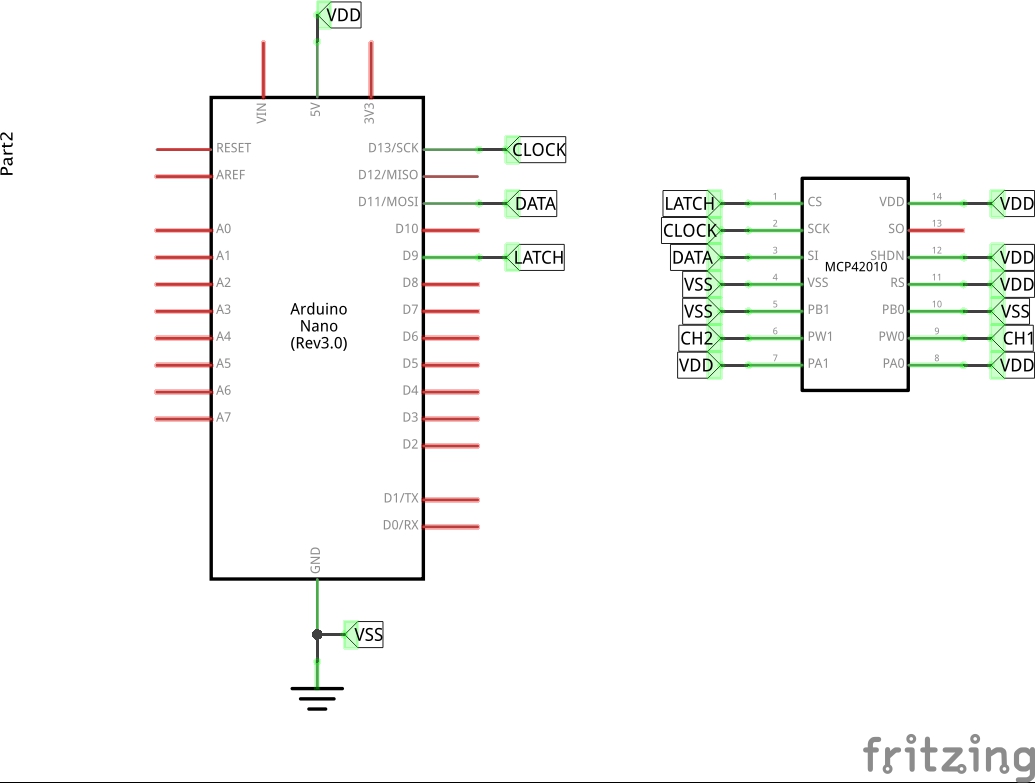 VDD
VIN
5V
3V3
Part2
RESET
AREF
A0
A1
A2
A3
A4
A5
A6
A7
Arduino
Nano
(Rev3.0)
D13/SCK
D12/MISO
D11/MOSI
D10
D9
D8
D7
D6
D5
D4
D3
D2
D1/TX
D0/RX
GND
CLOCK
DATA
LATCH
VSS
LATCH 1 CS
CLOCK 2 SCK
DATA 3 SI
VSS 4 VSS
VSS 5 PB1
CH2 6 PW1
VDD 7 PA1
MCP42010
VDD 14 VDD
SO 13
SHDN 12 VDD
RS 11 VDD
PB0 10 VSS
PW0 9 CH1
PA0 8 VDD
fritzing